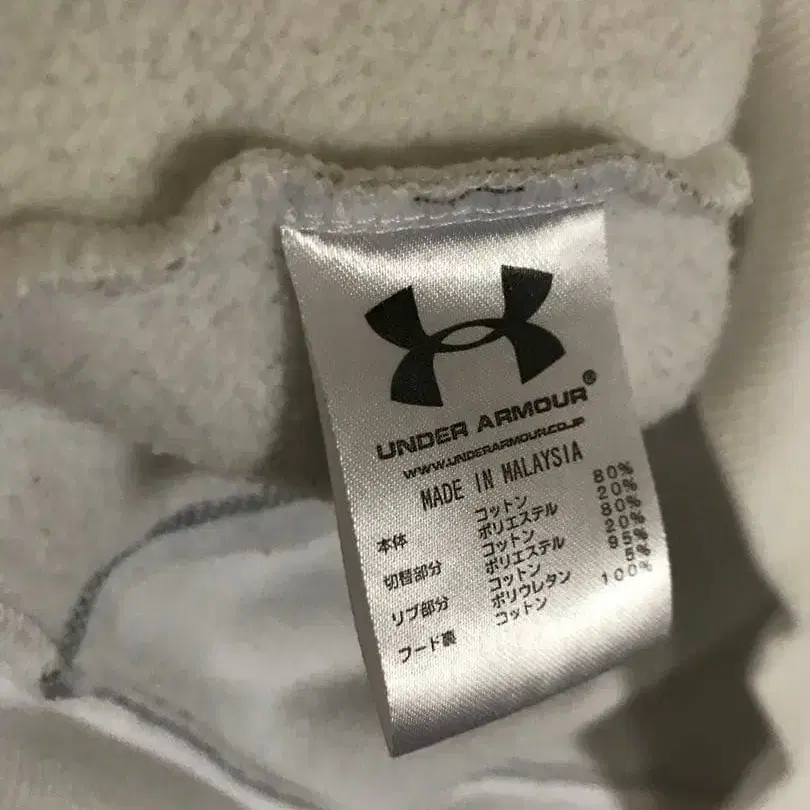 UNDER ARMOUR®
WWW.UNDERARMOUR.CO.JP
MADE IN MALAYSIA
本体 コットン 80%
ポリエステル 20%
切替部分 コットン 80%
ポリエステル 20%
リブ部分 コットン 95%
ポリウレタン 5%
フード裏 コットン 100%